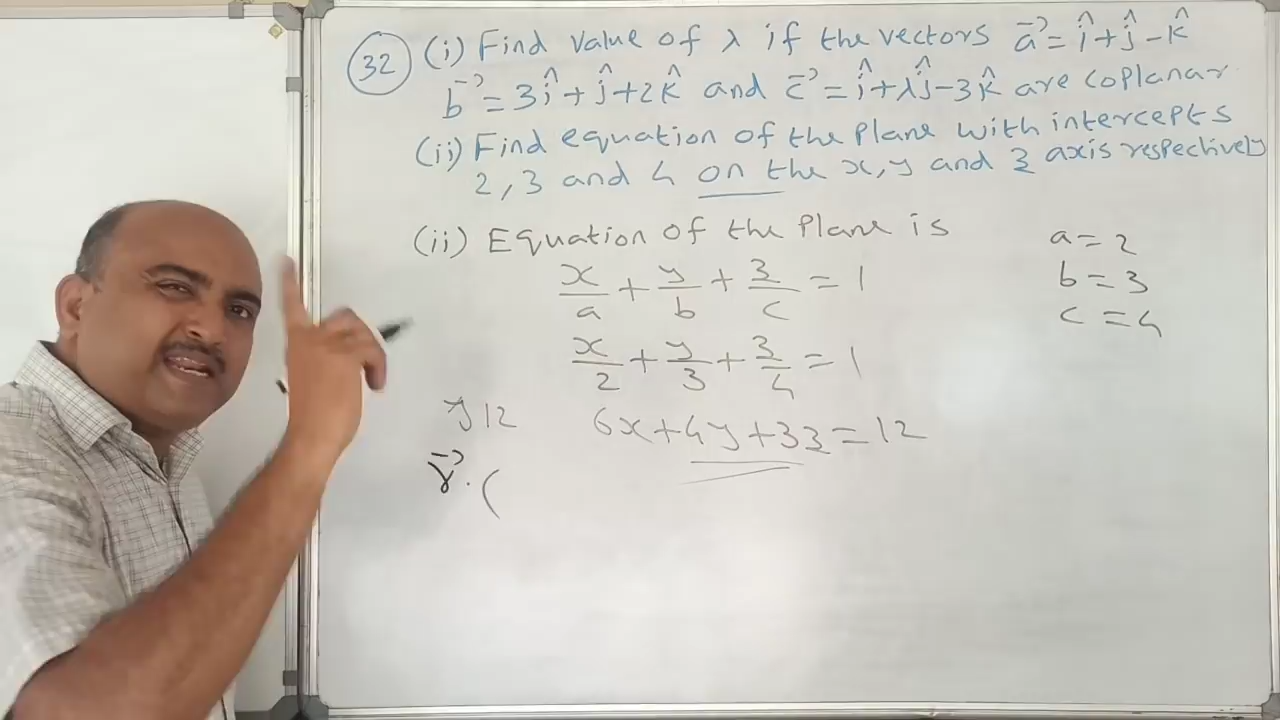 32 (i) Find value of λ if the vectors a⃗ = î + ĵ - k̂
b⃗ = 3î + ĵ + 2k̂ and c⃗ = î + λĵ - 3k̂ are coplanar
(ii) Find equation of the Plane with intercepts
2, 3 and 4 on the x, y and z axis respectively
(ii) Equation of the Plane is
x/a + y/b + z/c = 1
a = 2
b = 3
c = 4
x/2 + y/3 + z/4 = 1
y 12 6x + 4y + 3z = 12
r⃗ . (